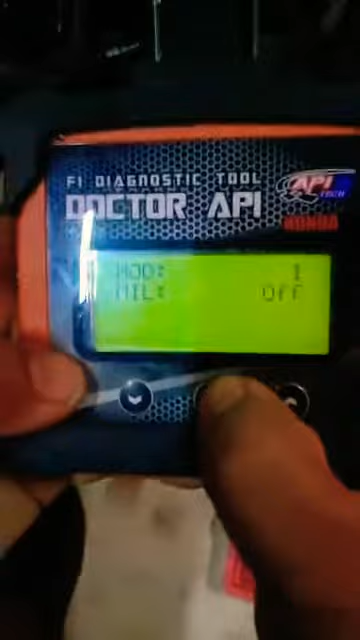 FI DIAGNOSTIC TOOL
DOCTOR API
API
TECH
HONDA
MOD: 1
MIL: Off